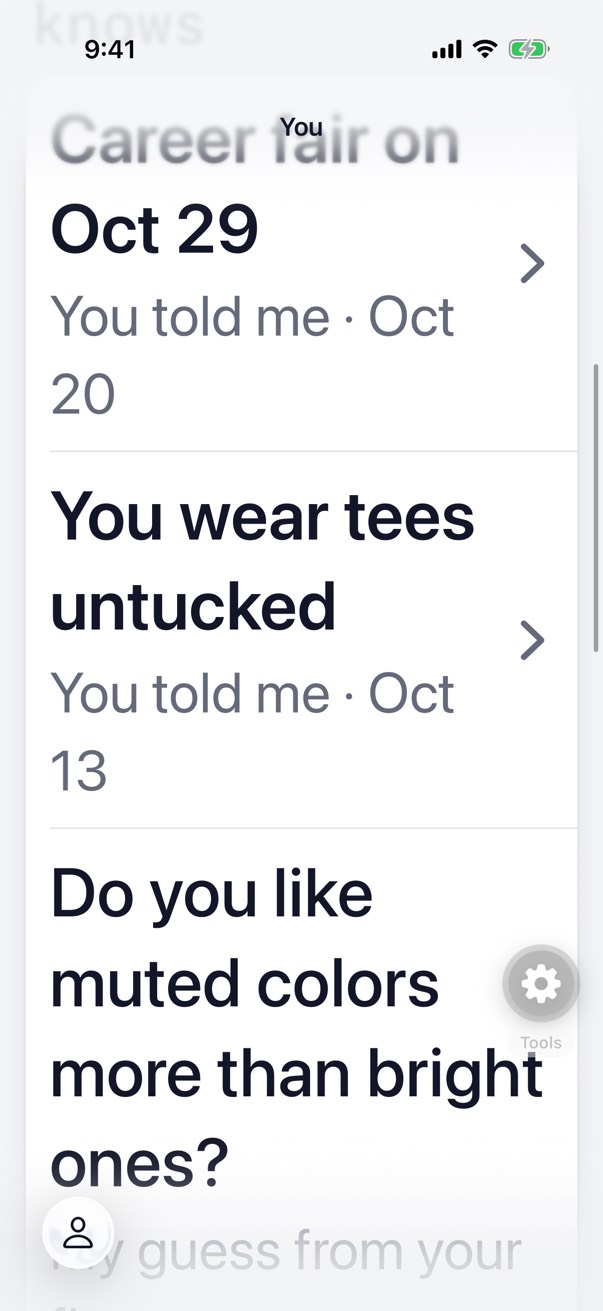 knows
9:41
You
Career fair on
Oct 29
You told me · Oct
20
You wear tees
untucked
You told me · Oct
13
Do you like
muted colors
more than bright
ones?
Tools
guess from your